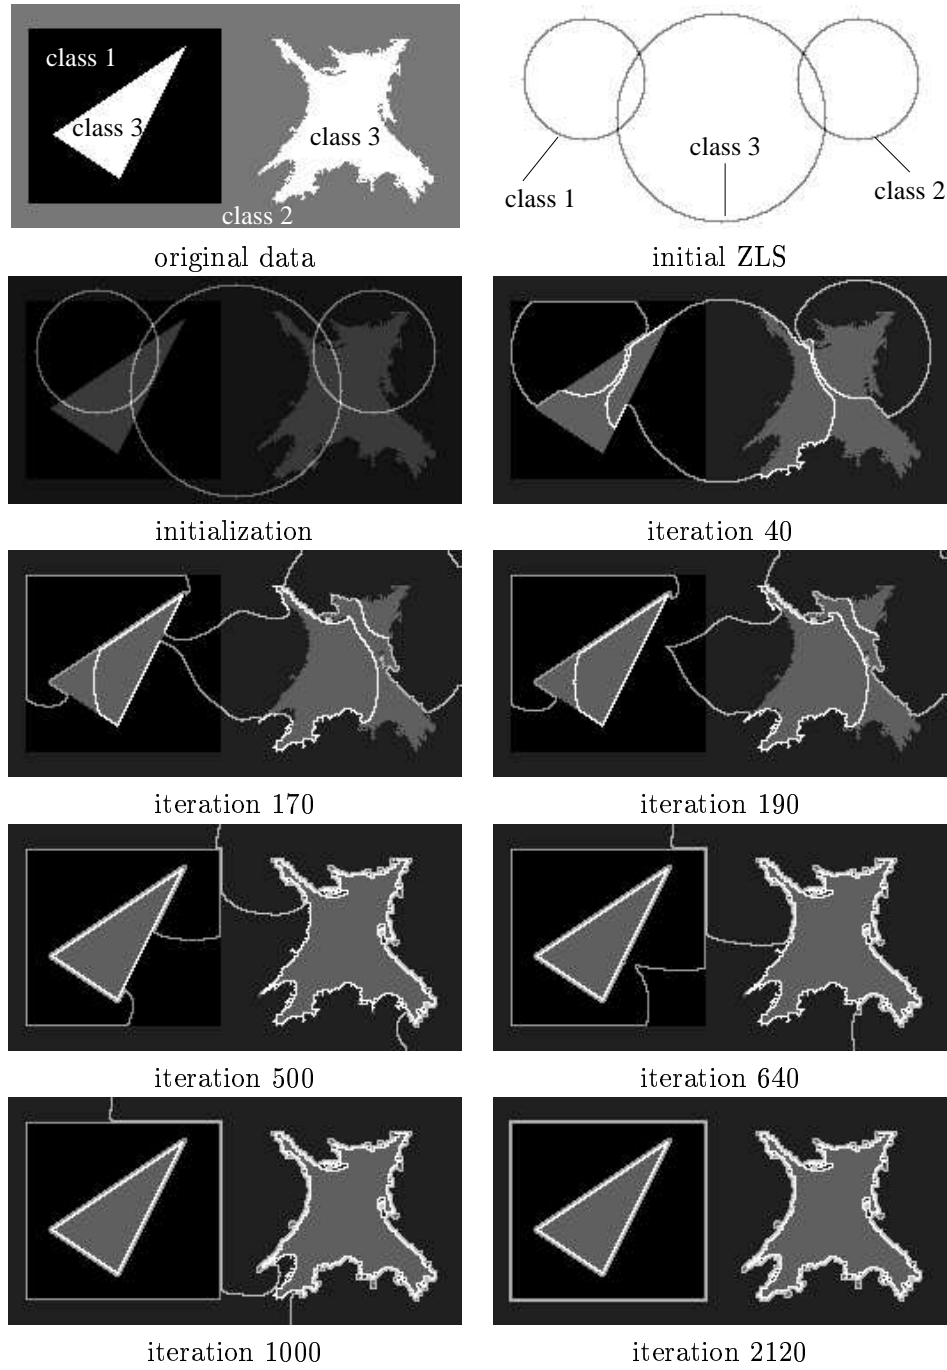 class 1
class 3
class 3
class 2
class 3
class 1
class 2
original data
initial ZLS
initialization
iteration 40
iteration 170
iteration 190
iteration 500
iteration 640
iteration 1000
iteration 2120